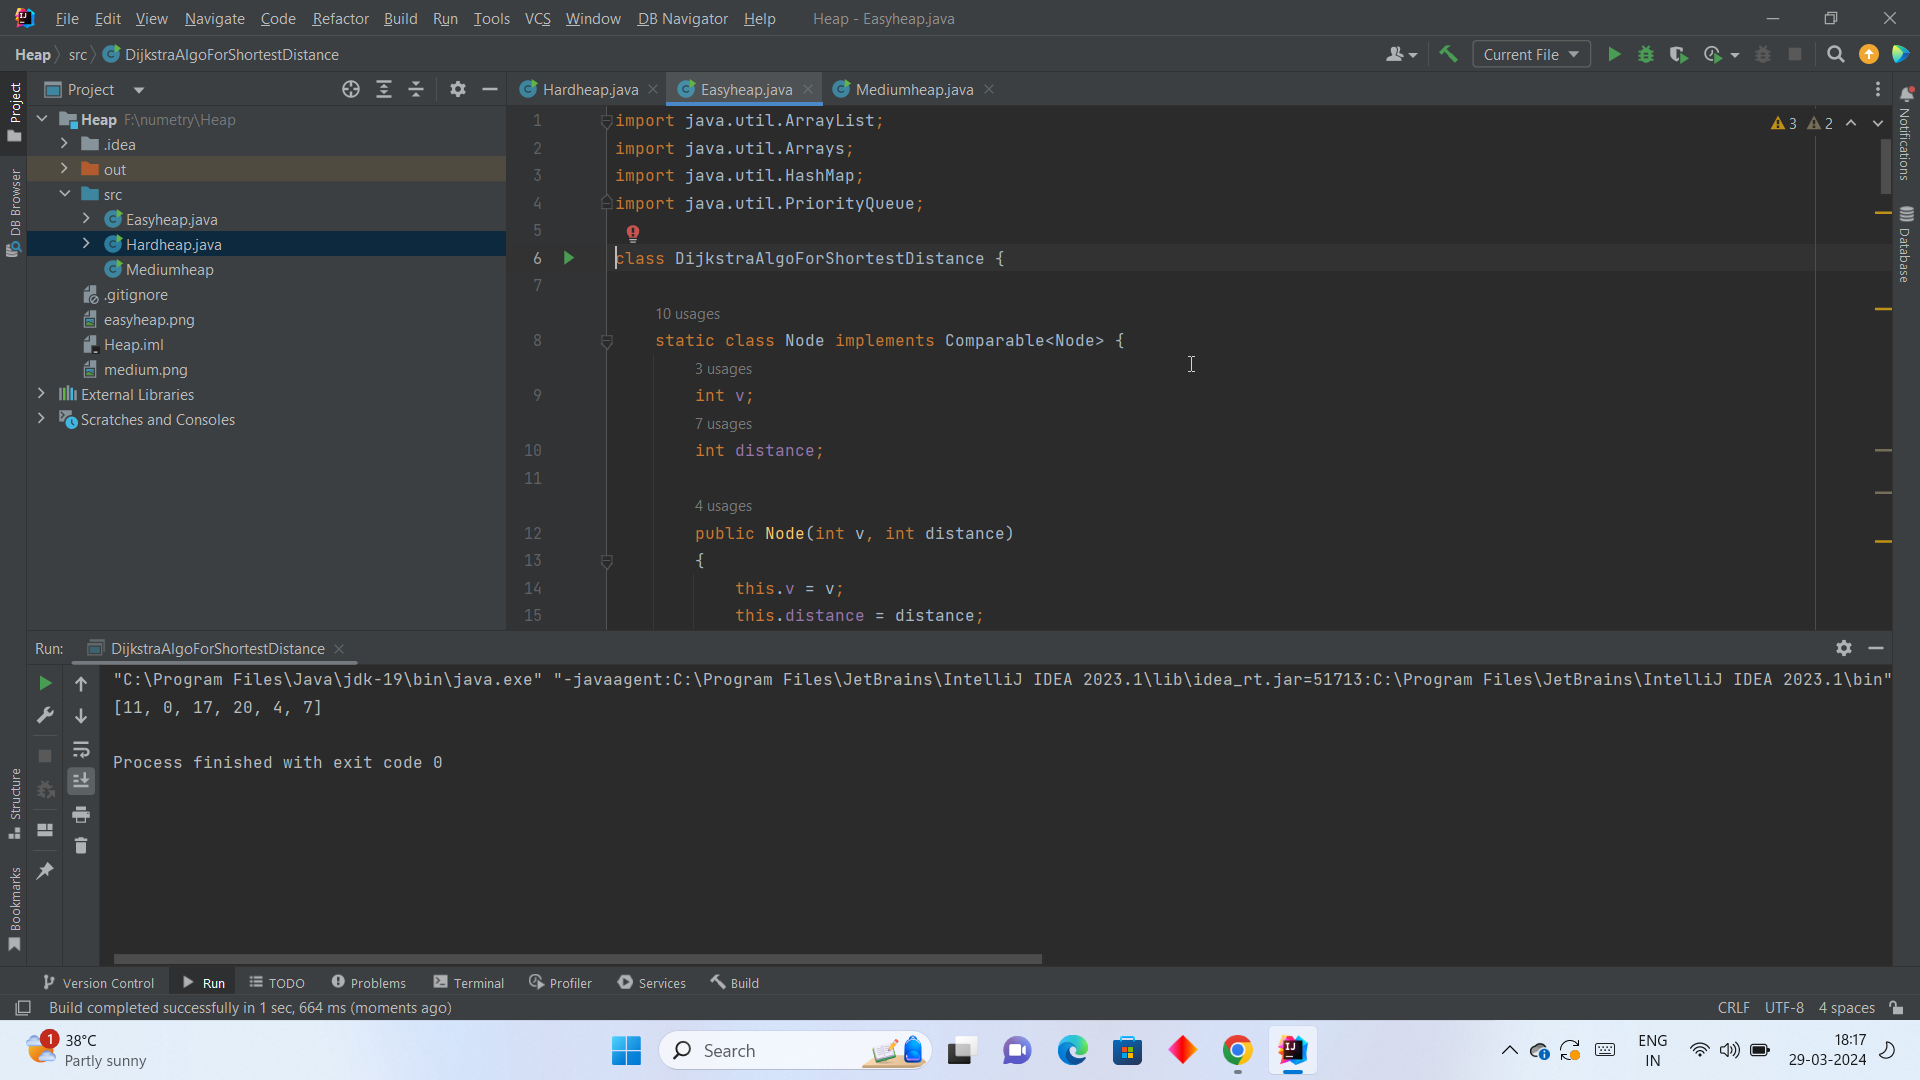 File Edit View Navigate Code Refactor Build Run Tools VCS Window DB Navigator Help Heap - Easyheap.java
Heap src DijkstraAlgoForShortestDistance Current File
Project
Hardheap.java Easyheap.java Mediumheap.java
Heap F:\numetry\Heap
.idea
out
src
Easyheap.java
Hardheap.java
Mediumheap
.gitignore
easyheap.png
Heap.iml
medium.png
External Libraries
Scratches and Consoles
Project
DB Browser
Structure
Bookmarks
Notifications
Database
3 2
1 import java.util.ArrayList;
2 import java.util.Arrays;
3 import java.util.HashMap;
4 import java.util.PriorityQueue;
5
6 class DijkstraAlgoForShortestDistance {
7
10 usages
8 static class Node implements Comparable<Node> {
3 usages
9 int v;
7 usages
10 int distance;
11
4 usages
12 public Node(int v, int distance)
13 {
14 this.v = v;
15 this.distance = distance;
Run: DijkstraAlgoForShortestDistance
"C:\Program Files\Java\jdk-19\bin\java.exe" "-javaagent:C:\Program Files\JetBrains\IntelliJ IDEA 2023.1\lib\idea_rt.jar=51713:C:\Program Files\JetBrains\IntelliJ IDEA 2023.1\bin"
[11, 0, 17, 20, 4, 7]
Process finished with exit code 0
Version Control Run TODO Problems Terminal Profiler Services Build
Build completed successfully in 1 sec, 664 ms (moments ago) CRLF UTF-8 4 spaces
1 38°C
Partly sunny
Search
ENG
IN
18:17
29-03-2024